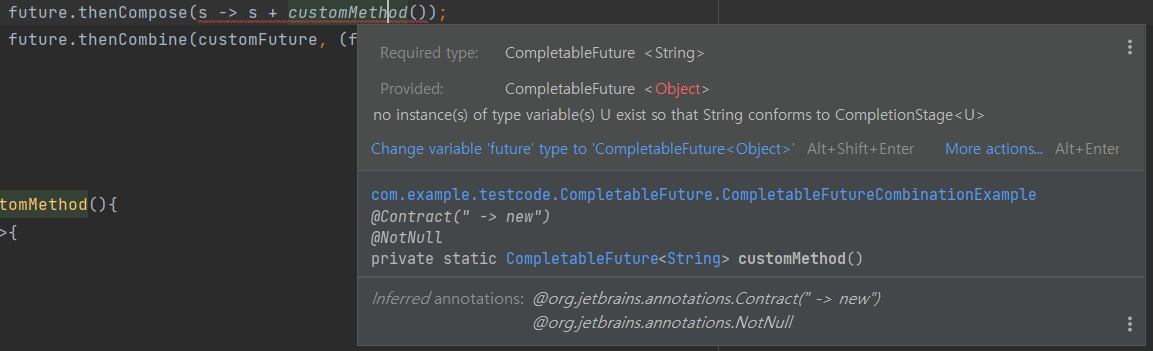 future.thenCompose(s -> s + customMethod());
future.thenCombine(customFuture, (f
Required type: CompletableFuture <String>
Provided: CompletableFuture <Object>
no instance(s) of type variable(s) U exist so that String conforms to CompletionStage<U>
Change variable 'future' type to 'CompletableFuture<Object>' Alt+Shift+Enter More actions... Alt+Enter
tomMethod(){
>{
com.example.testcode.CompletableFuture.CompletableFutureCombinationExample
@Contract(" -> new")
@NotNull
private static CompletableFuture<String> customMethod()
Inferred annotations: @org.jetbrains.annotations.Contract(" -> new")
@org.jetbrains.annotations.NotNull